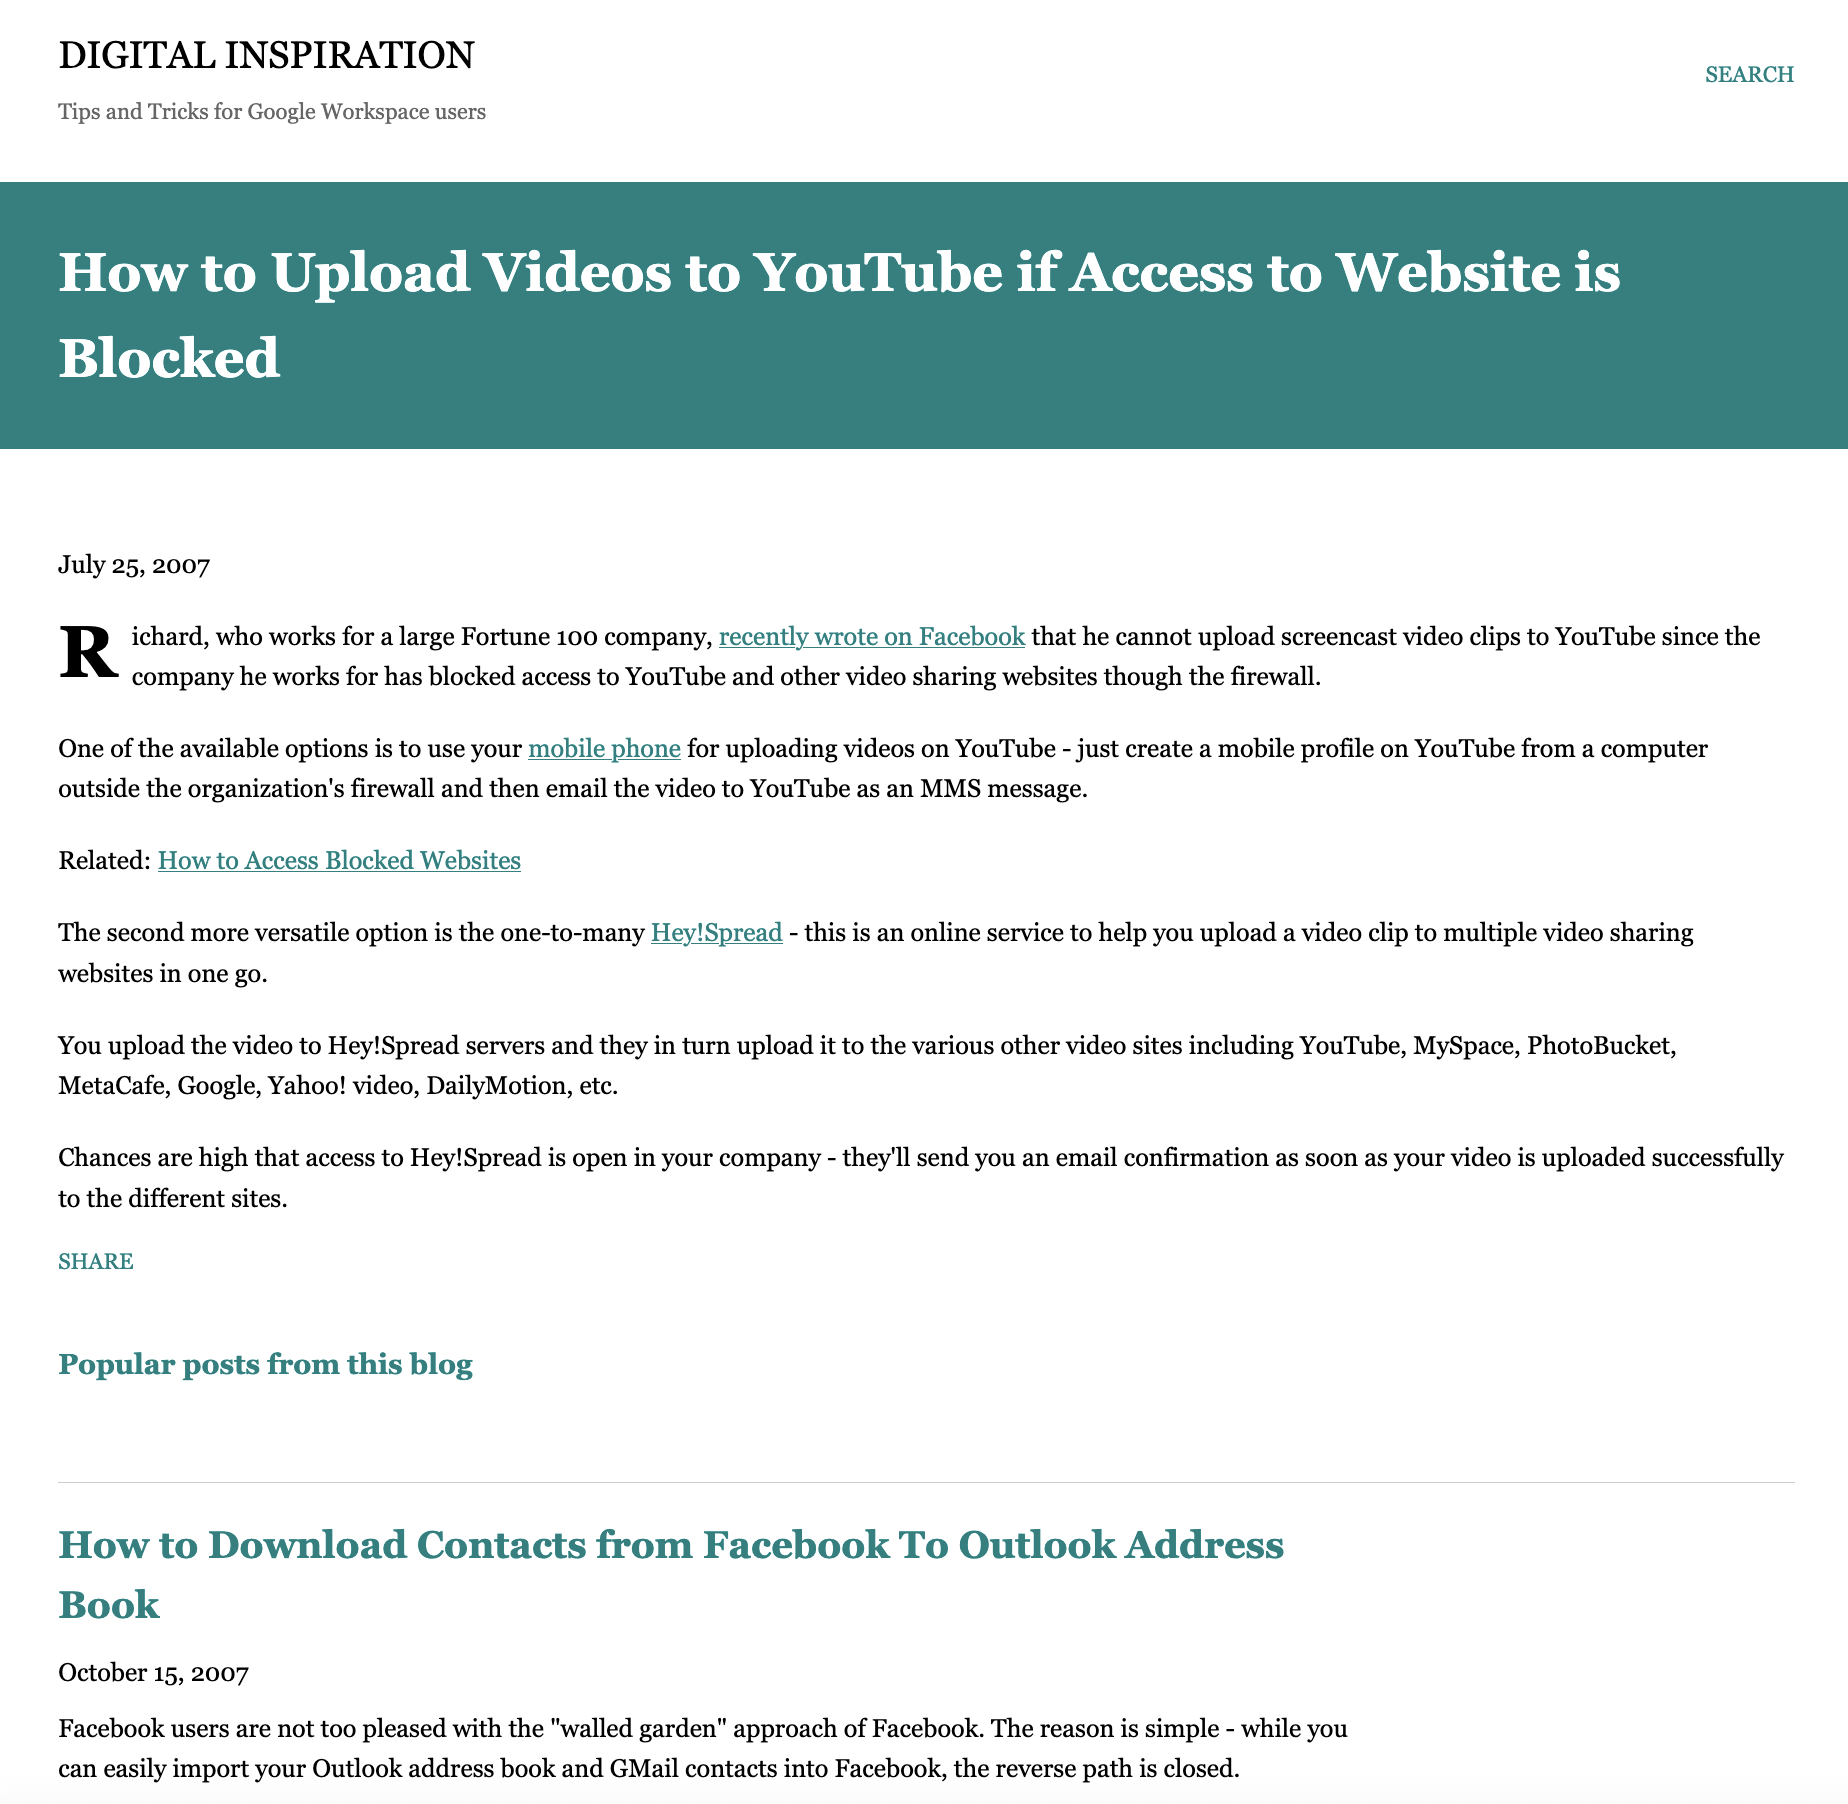 DIGITAL INSPIRATION
SEARCH
Tips and Tricks for Google Workspace users
How to Upload Videos to YouTube if Access to Website is
Blocked
July 25, 2007
Richard, who works for a large Fortune 100 company, recently wrote on Facebook that he cannot upload screencast video clips to YouTube since the
company he works for has blocked access to YouTube and other video sharing websites though the firewall.
One of the available options is to use your mobile phone for uploading videos on YouTube - just create a mobile profile on YouTube from a computer
outside the organization's firewall and then email the video to YouTube as an MMS message.
Related: How to Access Blocked Websites
The second more versatile option is the one-to-many Hey!Spread - this is an online service to help you upload a video clip to multiple video sharing
websites in one go.
You upload the video to Hey!Spread servers and they in turn upload it to the various other video sites including YouTube, MySpace, PhotoBucket,
MetaCafe, Google, Yahoo! video, DailyMotion, etc.
Chances are high that access to Hey!Spread is open in your company - they'll send you an email confirmation as soon as your video is uploaded successfully
to the different sites.
SHARE
Popular posts from this blog
How to Download Contacts from Facebook To Outlook Address
Book
October 15, 2007
Facebook users are not too pleased with the "walled garden" approach of Facebook. The reason is simple - while you
can easily import your Outlook address book and GMail contacts into Facebook, the reverse path is closed.